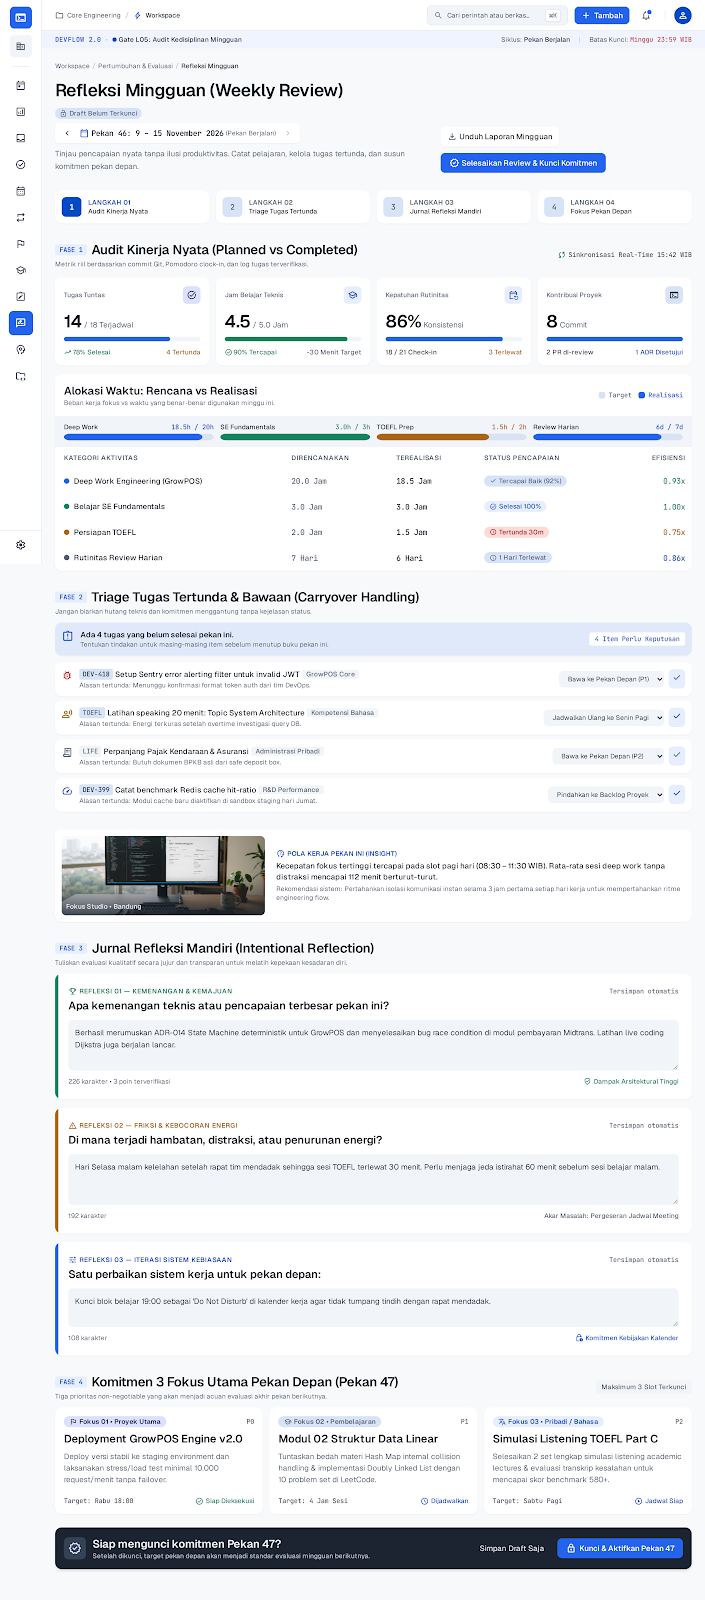 Core Engineering / Workspace
Cari perintah atau berkas..
⌘K
+ Tambah
DEVFLOW 2.0 · Gate L05: Audit Kedisiplinan Mingguan
Siklus: Pekan Berjalan | Batas Kunci: Minggu 23:59 WIB
Workspace / Pertumbuhan & Evaluasi / Refleksi Mingguan
Refleksi Mingguan (Weekly Review)
Draft Belum Terkunci
Pekan 46: 9 – 15 November 2026 (Pekan Berjalan)
Unduh Laporan Mingguan
Tinjau pencapaian nyata tanpa ilusi produktivitas. Catat pelajaran, kelola tugas tertunda, dan susun
komitmen pekan depan.
Selesaikan Review & Kunci Komitmen
1
LANGKAH 01
Audit Kinerja Nyata
2
LANGKAH 02
Triage Tugas Tertunda
3
LANGKAH 03
Jurnal Refleksi Mandiri
4
LANGKAH 04
Fokus Pekan Depan
FASE 1 Audit Kinerja Nyata (Planned vs Completed)
Metrik riil berdasarkan commit Git, Pomodoro clock-in, dan log tugas terverifikasi.
Sinkronisasi Real-Time 15:42 WIB
Tugas Tuntas
14 / 18 Terjadwal
78% Selesai
4 Tertunda
Jam Belajar Teknis
4.5 / 5.0 Jam
90% Tercapai
-30 Menit Target
Kepatuhan Rutinitas
86% Konsistensi
18 / 21 Check-in
3 Terlewat
Kontribusi Proyek
8 Commit
2 PR di-review
1 ADR Disetujui
Alokasi Waktu: Rencana vs Realisasi
Beban kerja fokus vs waktu yang benar-benar digunakan minggu ini.
Target
Realisasi
Deep Work 18.5h / 20h
SE Fundamentals 3.0h / 3h
TOEFL Prep 1.5h / 2h
Review Harian 6d / 7d
KATEGORI AKTIVITAS DIRENCANAKAN TEREALISASI STATUS PENCAPAIAN EFISIENSI
Deep Work Engineering (GrowPOS) 20.0 Jam 18.5 Jam Tercapai Baik (92%) 0.93x
Belajar SE Fundamentals 3.0 Jam 3.0 Jam Selesai 100% 1.00x
Persiapan TOEFL 2.0 Jam 1.5 Jam Tertunda 30m 0.75x
Rutinitas Review Harian 7 Hari 6 Hari 1 Hari Terlewat 0.86x
FASE 2 Triage Tugas Tertunda & Bawaan (Carryover Handling)
Jangan biarkan hutang teknis dan komitmen menggantung tanpa kejelasan status.
Ada 4 tugas yang belum selesai pekan ini.
Tentukan tindakan untuk masing-masing item sebelum menutup buku pekan ini.
4 Item Perlu Keputusan
DEV-418 Setup Sentry error alerting filter untuk invalid JWT GrowPOS Core
Alasan tertunda: Menunggu konfirmasi format token auth dari tim DevOps.
Bawa ke Pekan Depan (P1)
TOEFL Latihan speaking 20 menit: Topic System Architecture Kompetensi Bahasa
Alasan tertunda: Energi terkuras setelah overtime investigasi query DB.
Jadwalkan Ulang ke Senin Pagi
LIFE Perpanjang Pajak Kendaraan & Asuransi Administrasi Pribadi
Alasan tertunda: Butuh dokumen BPKB asli dari safe deposit box.
Bawa ke Pekan Depan (P2)
DEV-399 Catat benchmark Redis cache hit-ratio R&D Performance
Alasan tertunda: Modul cache baru diaktifkan di sandbox staging hari Jumat.
Pindahkan ke Backlog Proyek
Fokus Studio • Bandung
POLA KERJA PEKAN INI (INSIGHT)
Kecepatan fokus tertinggi tercapai pada slot pagi hari (08:30 – 11:30 WIB). Rata-rata sesi deep work tanpa
distraksi mencapai 112 menit berturut-turut.
Rekomendasi sistem: Pertahankan isolasi komunikasi instan selama 3 jam pertama setiap hari kerja untuk mempertahankan ritme
engineering flow.
FASE 3 Jurnal Refleksi Mandiri (Intentional Reflection)
Tuliskan evaluasi kualitatif secara jujur dan transparan untuk melatih kepekaan kesadaran diri.
REFLEKSI 01 — KEMENANGAN & KEMAJUAN
Tersimpan otomatis
Apa kemenangan teknis atau pencapaian terbesar pekan ini?
Berhasil merumuskan ADR-014 State Machine deterministik untuk GrowPOS dan menyelesaikan bug race condition di modul pembayaran Midtrans. Latihan live coding
Dijkstra juga berjalan lancar.
226 karakter • 3 poin terverifikasi
Dampak Arsitektural Tinggi
REFLEKSI 02 — FRIKSI & KEBOCORAN ENERGI
Tersimpan otomatis
Di mana terjadi hambatan, distraksi, atau penurunan energi?
Hari Selasa malam kelelahan setelah rapat tim mendadak sehingga sesi TOEFL terlewat 30 menit. Perlu menjaga jeda istirahat 60 menit sebelum sesi belajar malam.
192 karakter
Akar Masalah: Pergeseran Jadwal Meeting
REFLEKSI 03 — ITERASI SISTEM KEBIASAAN
Tersimpan otomatis
Satu perbaikan sistem kerja untuk pekan depan:
Kunci blok belajar 19:00 sebagai 'Do Not Disturb' di kalender kerja agar tidak tumpang tindih dengan rapat mendadak.
108 karakter
Komitmen Kebijakan Kalender
FASE 4 Komitmen 3 Fokus Utama Pekan Depan (Pekan 47)
Tiga prioritas non-negotiable yang akan menjadi acuan evaluasi akhir pekan berikutnya.
Maksimum 3 Slot Terkunci
Fokus 01 • Proyek Utama P0
Deployment GrowPOS Engine v2.0
Deploy versi stabil ke staging environment dan
laksanakan stress/load test minimal 10.000
request/menit tanpa failover.
Target: Rabu 18:00
Siap Dieksekusi
Fokus 02 • Pembelajaran P1
Modul 02 Struktur Data Linear
Tuntaskan bedah materi Hash Map internal collision
handling & implementasi Doubly Linked List dengan
10 problem set di LeetCode.
Target: 4 Jam Sesi
Dijadwalkan
Fokus 03 • Pribadi / Bahasa P2
Simulasi Listening TOEFL Part C
Selesaikan 2 set lengkap simulasi listening academic
lectures & evaluasi transkrip kesalahan untuk
mencapai skor benchmark 580+.
Target: Sabtu Pagi
Jadwal Siap
Siap mengunci komitmen Pekan 47?
Setelah dikunci, target pekan depan akan menjadi standar evaluasi mingguan berikutnya.
Simpan Draft Saja
Kunci & Aktifkan Pekan 47